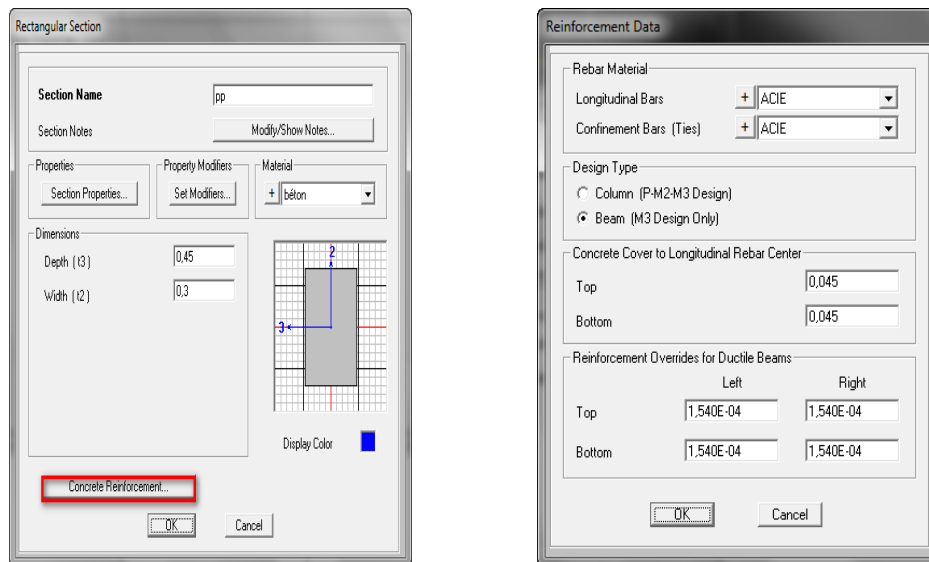 Rectangular Section
Section Name
pp
Section Notes
Modify/Show Notes...
Properties
Property Modifiers
Material
Section Properties...
Set Modifiers...
+
béton
Dimensions
Depth ( t3 )
0,45
Width ( t2 )
0,3
2
3
Display Color
Concrete Reinforcement...
OK
Cancel
Reinforcement Data
Rebar Material
Longitudinal Bars
+
ACIE
Confinement Bars (Ties)
+
ACIE
Design Type
Column (P-M2-M3 Design)
Beam (M3 Design Only)
Concrete Cover to Longitudinal Rebar Center
Top
0,045
Bottom
0,045
Reinforcement Overrides for Ductile Beams
Left Right
Top 1,540E-04 1,540E-04
Bottom 1,540E-04 1,540E-04
OK
Cancel